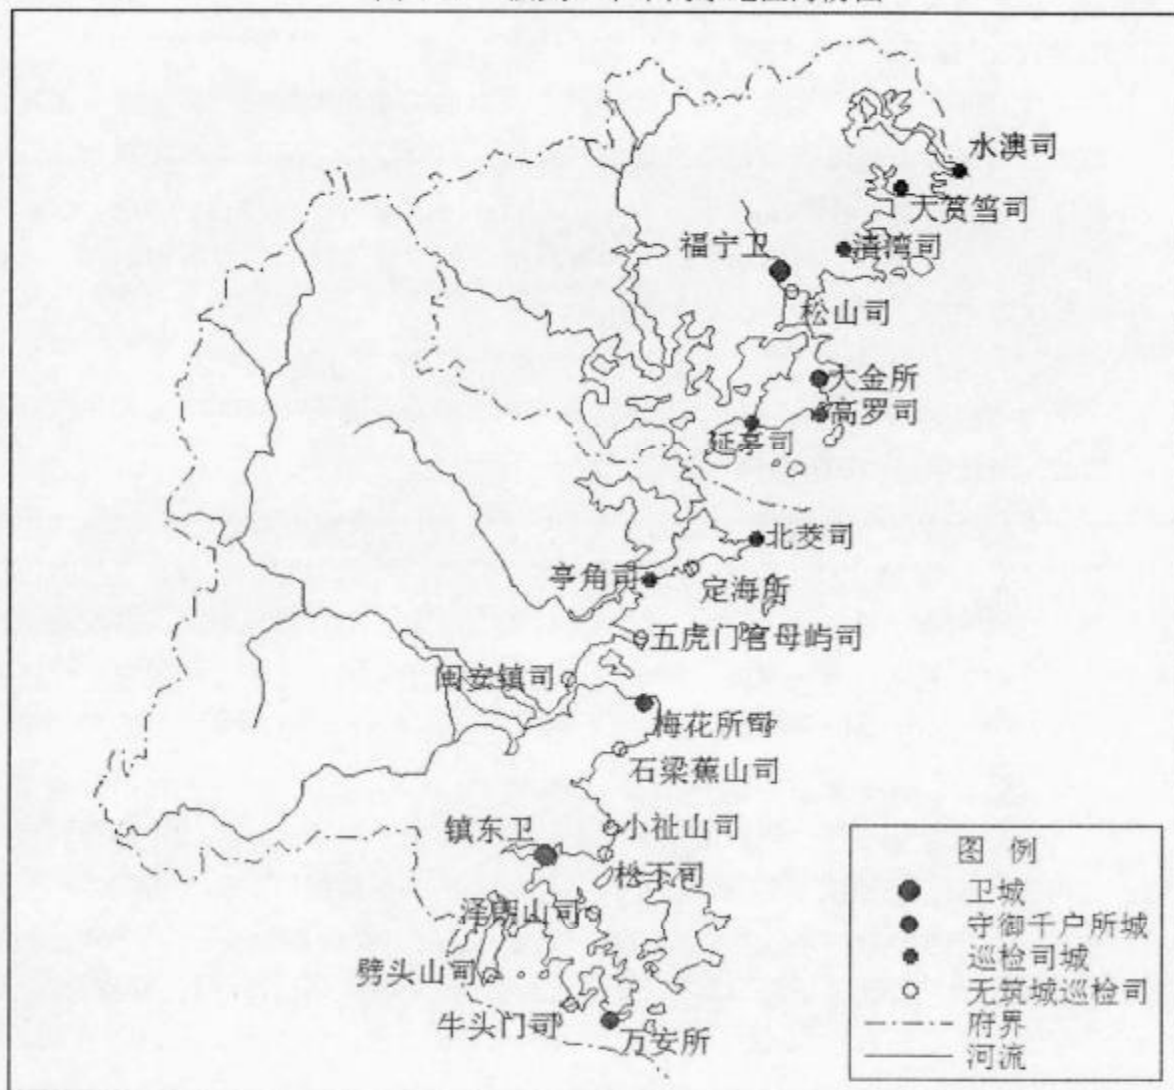 水澳司
大筼筜司
清湾司
福宁卫
松山司
大金所
高罗司
延亭司
北茭司
亭角司
定海所
五虎门官母屿司
闽安镇司
梅花所司
石梁蕉山司
镇东卫
小祉山司
松下司
泽朗山司
劈头山司
牛头门司
万安所
图 例
卫城
守御千户所城
巡检司城
无筑城巡检司
府界
河流